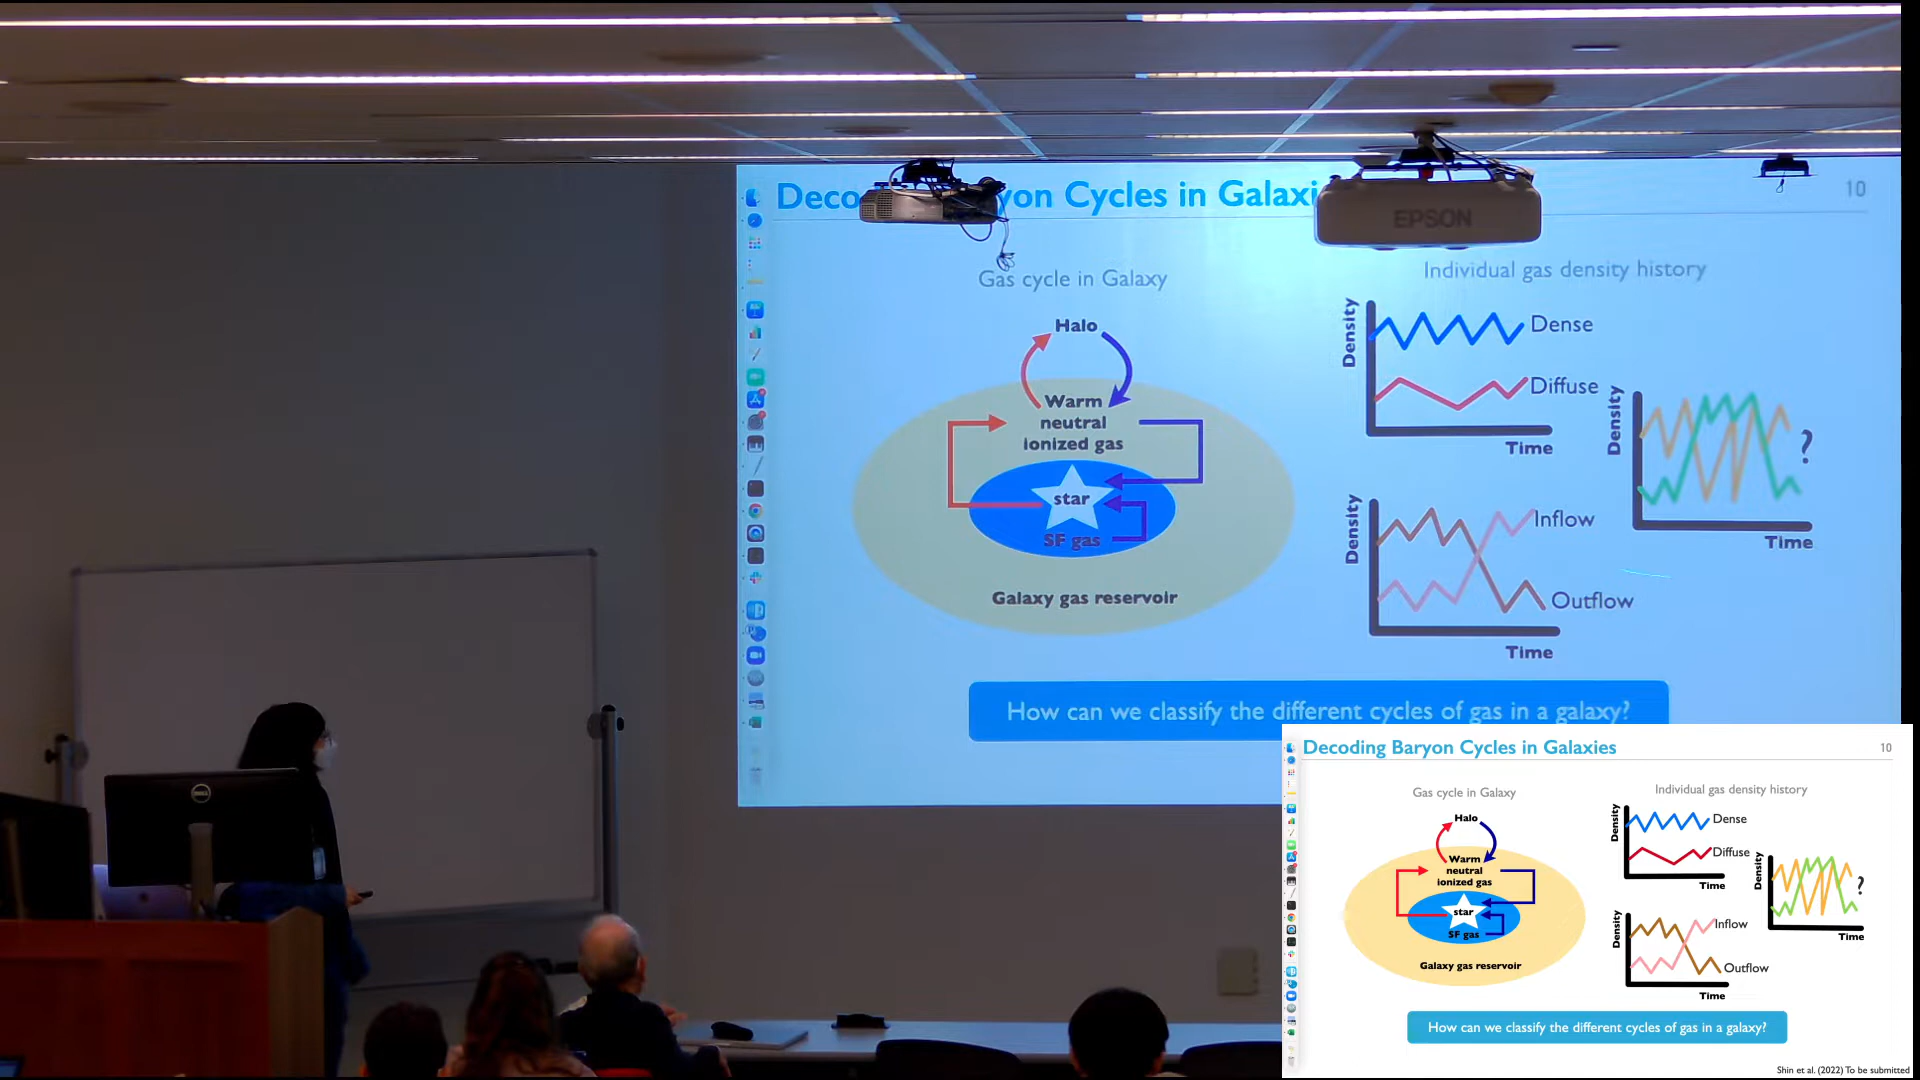 Decoding Baryon Cycles in Galaxies
10
EPSON
Gas cycle in Galaxy
Individual gas density history
Halo
Warm
neutral
ionized gas
star
SF gas
Galaxy gas reservoir
Density
Dense
Diffuse
Time
Density
Inflow
Outflow
Time
Density
?
Time
How can we classify the different cycles of gas in a galaxy?
DELL
Decoding Baryon Cycles in Galaxies
10
Gas cycle in Galaxy
Individual gas density history
Halo
Warm
neutral
ionized gas
star
SF gas
Galaxy gas reservoir
Density
Dense
Diffuse
Time
Density
Inflow
Outflow
Time
Density
?
Time
How can we classify the different cycles of gas in a galaxy?
Shin et al. (2022) To be submitted